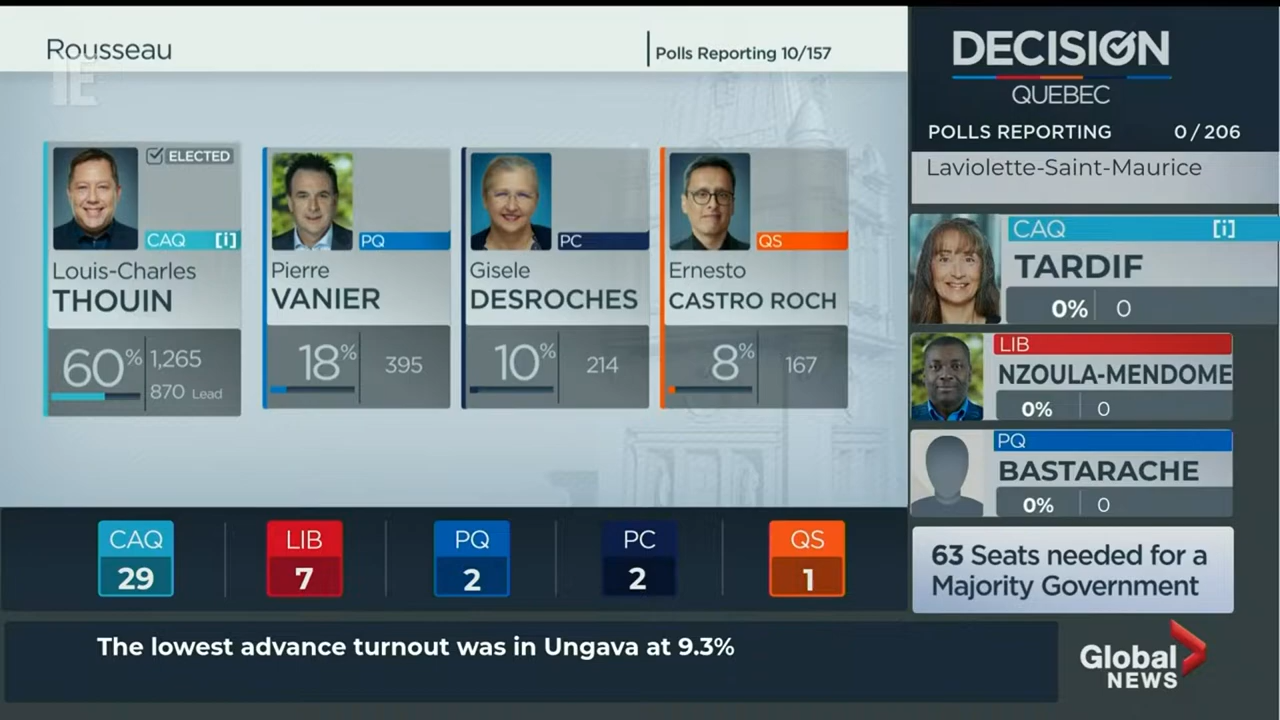 Rousseau
Polls Reporting 10/157
IE
ELECTED
CAQ [i]
Louis-Charles
THOUIN
60% 1,265
870 Lead
PQ
Pierre
VANIER
18% 395
PC
Gisele
DESROCHES
10% 214
QS
Ernesto
CASTRO ROCH
8% 167
CAQ
29
LIB
7
PQ
2
PC
2
QS
1
The lowest advance turnout was in Ungava at 9.3%
DECISION
QUEBEC
POLLS REPORTING 0 / 206
Laviolette-Saint-Maurice
CAQ [i]
TARDIF
0% 0
LIB
NZOULA-MENDOME
0% 0
PQ
BASTARACHE
0% 0
63 Seats needed for a
Majority Government
Global
NEWS